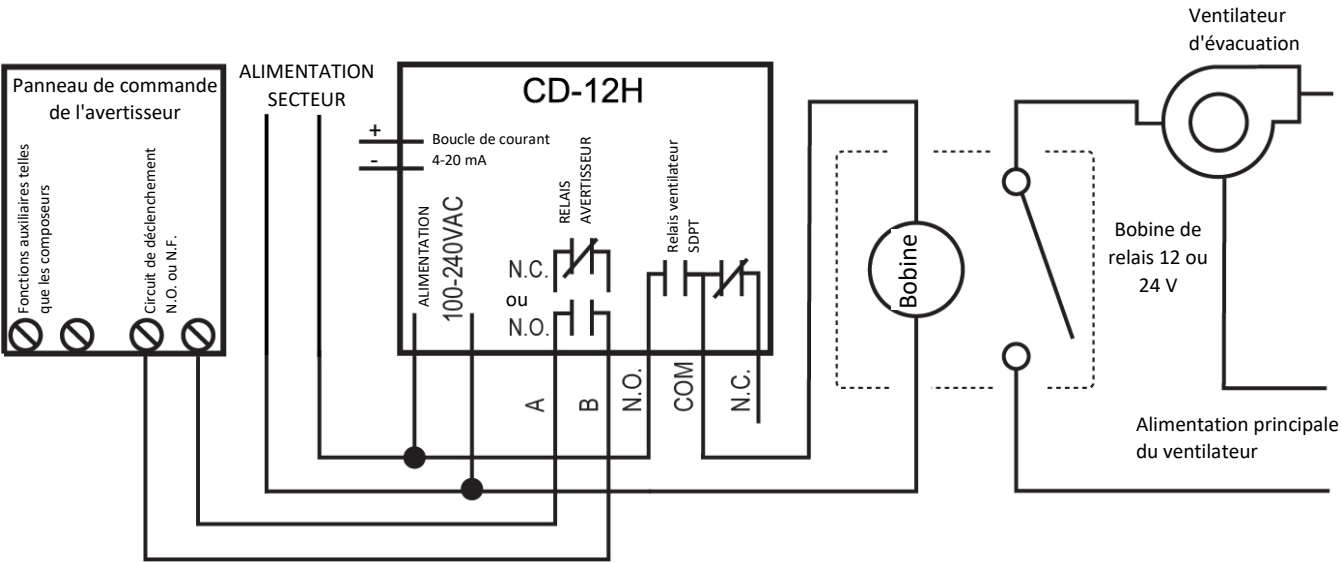 Panneau de commande
de l'avertisseur
Fonctions auxiliaires telles
que les composeurs
Circuit de déclenchement
N.O. ou N.F.
ALIMENTATION
SECTEUR
CD-12H
+
-
Boucle de courant
4-20 mA
ALIMENTATION
100-240VAC
RELAIS
AVERTISSEUR
N.C.
ou
N.O.
Relais ventilateur
SDPT
A
B
N.O.
COM
N.C.
Bobine
Ventilateur
d'évacuation
Bobine de
relais 12 ou
24 V
Alimentation principale
du ventilateur